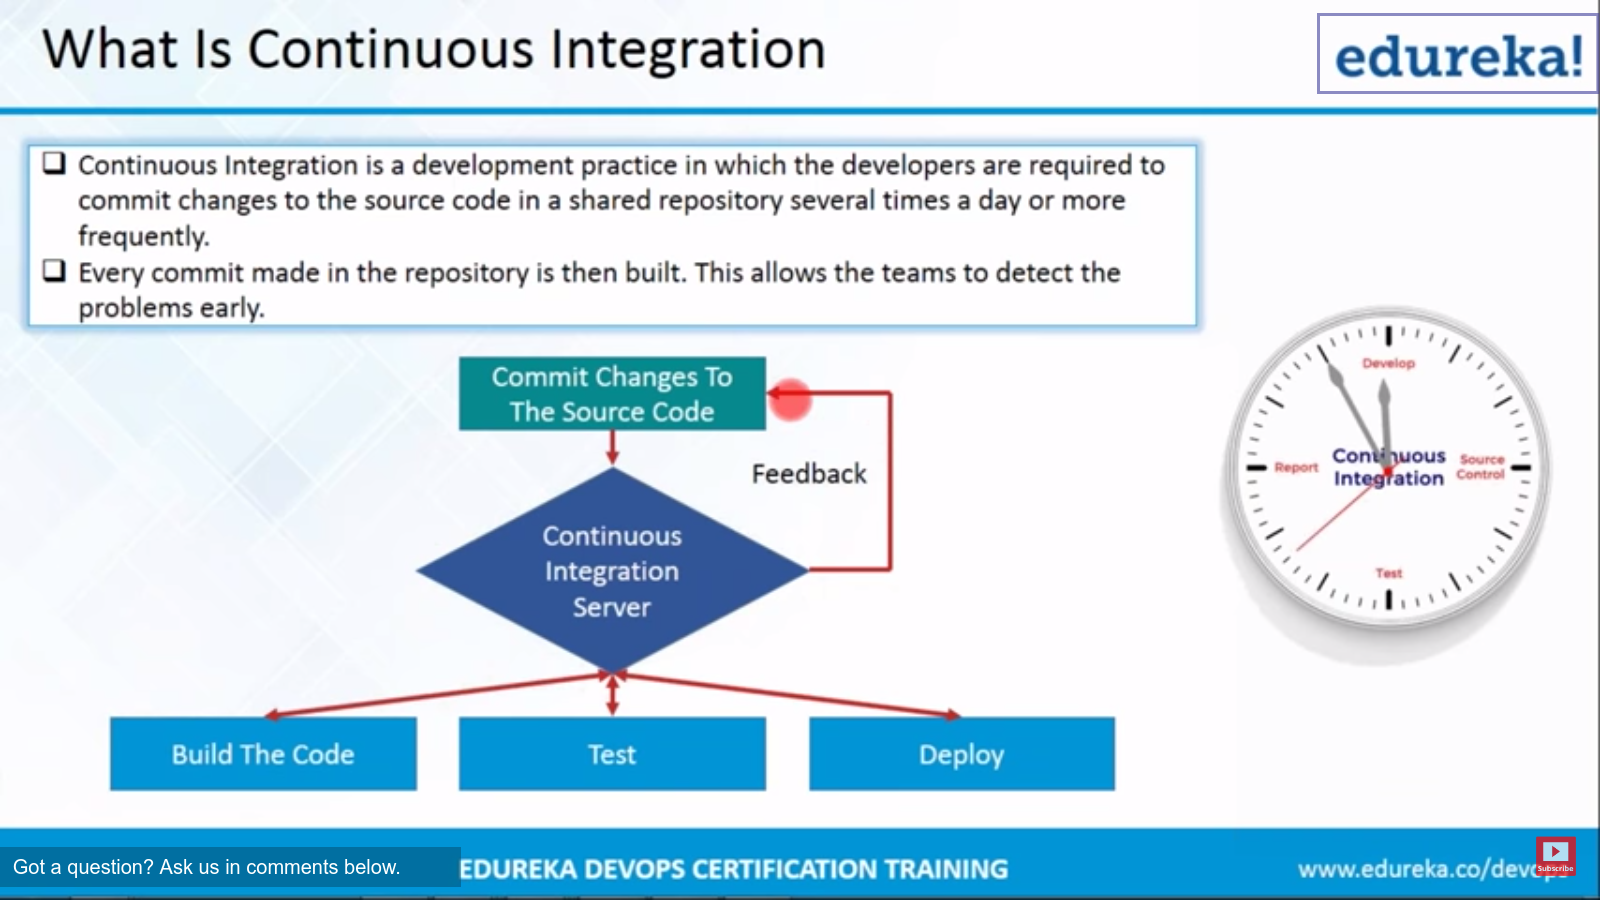 What Is Continuous Integration
edureka!
❑ Continuous Integration is a development practice in which the developers are required to
commit changes to the source code in a shared repository several times a day or more
frequently.
❑ Every commit made in the repository is then built. This allows the teams to detect the
problems early.
Commit Changes To
The Source Code
Feedback
Continuous
Integration
Server
Build The Code
Test
Deploy
Develop
Report
Continuous
Integration
Source
Control
Test
Got a question? Ask us in comments below.
EDUREKA DEVOPS CERTIFICATION TRAINING
www.edureka.co/devops
Subscribe